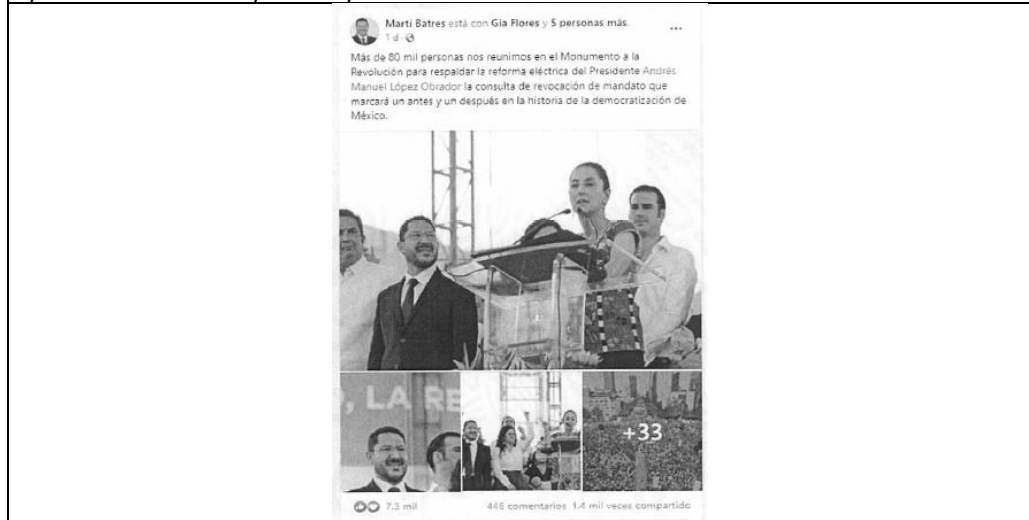 Martí Batres está con Gia Flores y 5 personas más.
1 d
Más de 80 mil personas nos reunimos en el Monumento a la
Revolución para respaldar la reforma eléctrica del Presidente Andrés
Manuel López Obrador la consulta de revocación de mandato que
marcará un antes y un después en la historia de la democratización de
México.
, LA RE
+33
7.3 mil 446 comentarios 1.4 mil veces compartido